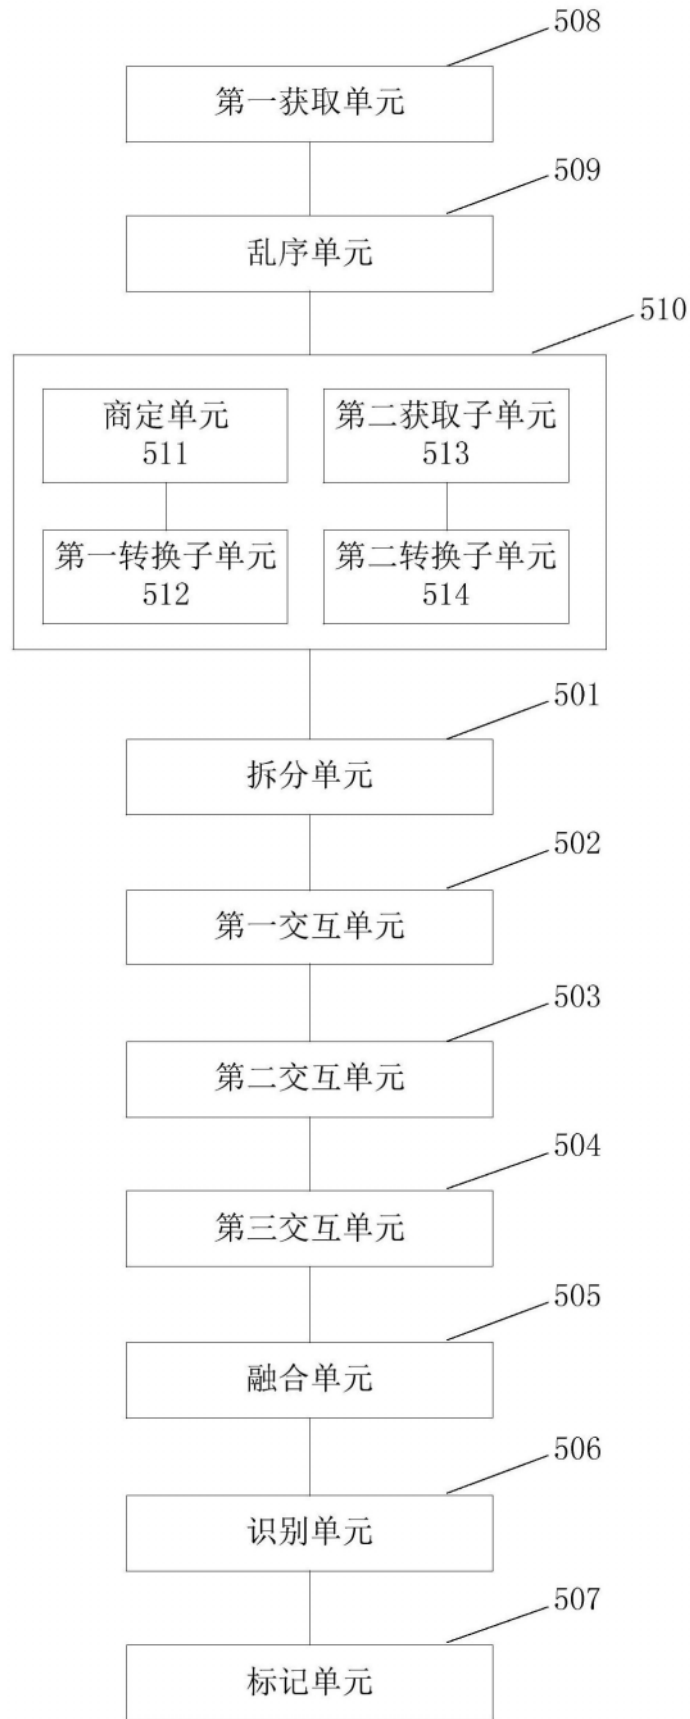 508
第一获取单元
509
乱序单元
510
商定单元
511
第二获取子单元
513
第一转换子单元
512
第二转换子单元
514
501
拆分单元
502
第一交互单元
503
第二交互单元
504
第三交互单元
505
融合单元
506
识别单元
507
标记单元